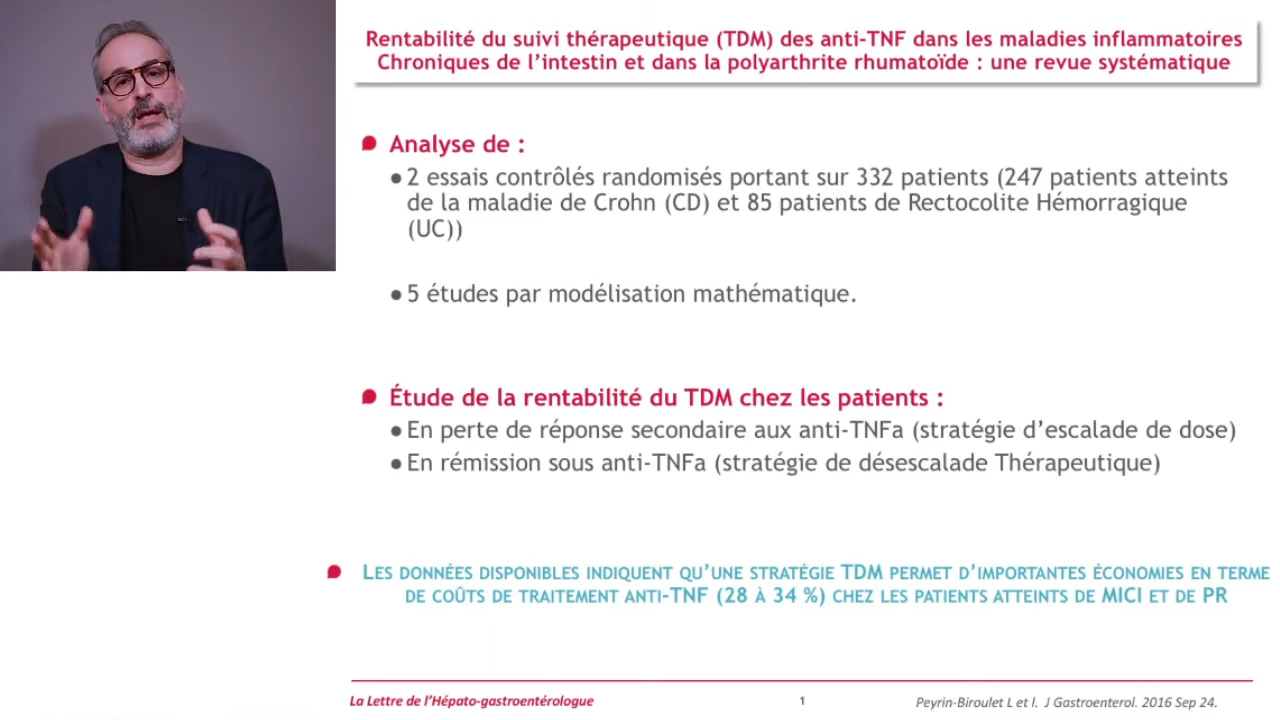 Rentabilité du suivi thérapeutique (TDM) des anti-TNF dans les maladies inflammatoires
Chroniques de l'intestin et dans la polyarthrite rhumatoïde : une revue systématique
Analyse de :
• 2 essais contrôlés randomisés portant sur 332 patients (247 patients atteints
de la maladie de Crohn (CD) et 85 patients de Rectocolite Hémorragique
(UC))
• 5 études par modélisation mathématique.
Étude de la rentabilité du TDM chez les patients :
• En perte de réponse secondaire aux anti-TNFa (stratégie d'escalade de dose)
• En rémission sous anti-TNFa (stratégie de désescalade Thérapeutique)
LES DONNÉES DISPONIBLES INDIQUENT QU'UNE STRATÉGIE TDM PERMET D'IMPORTANTES ÉCONOMIES EN TERME
DE COÛTS DE TRAITEMENT ANTI-TNF (28 À 34 %) CHEZ LES PATIENTS ATTEINTS DE MICI ET DE PR
La Lettre de l'Hépato-gastroentérologue
1
Peyrin-Biroulet L et l. J Gastroenterol. 2016 Sep 24.